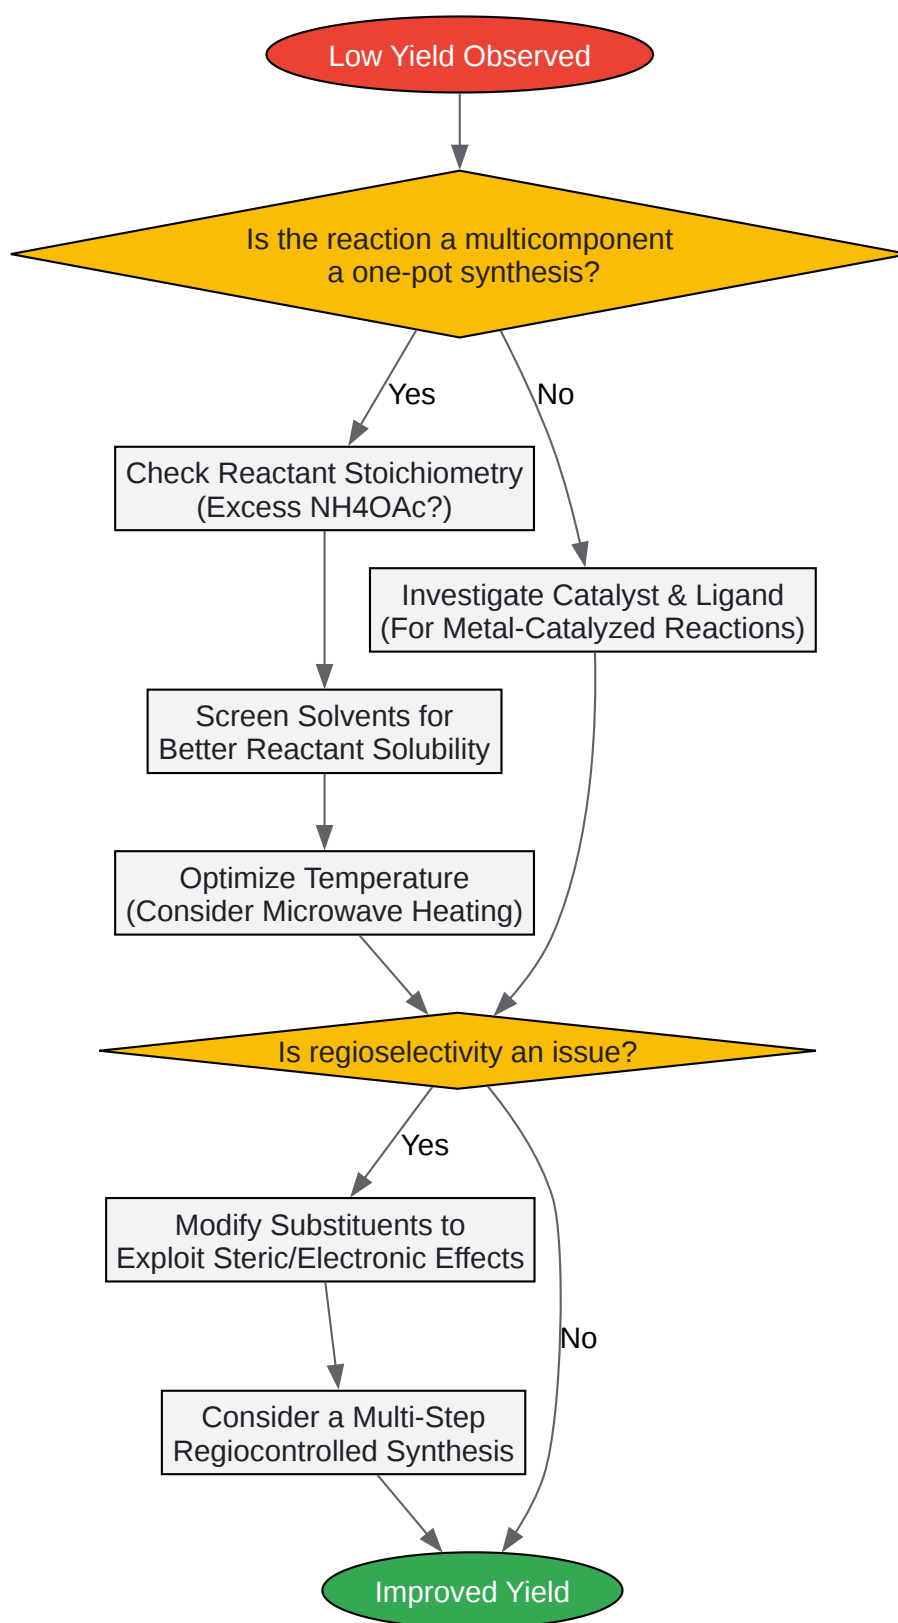 Low Yield Observed
Is the reaction a multicomponent
a one-pot synthesis?
Yes
No
Check Reactant Stoichiometry
(Excess NH4OAc?)
Investigate Catalyst & Ligand
(For Metal-Catalyzed Reactions)
Screen Solvents for
Better Reactant Solubility
Optimize Temperature
(Consider Microwave Heating)
Is regioselectivity an issue?
Yes
Modify Substituents to
Exploit Steric/Electronic Effects
No
Consider a Multi-Step
Regiocontrolled Synthesis
Improved Yield